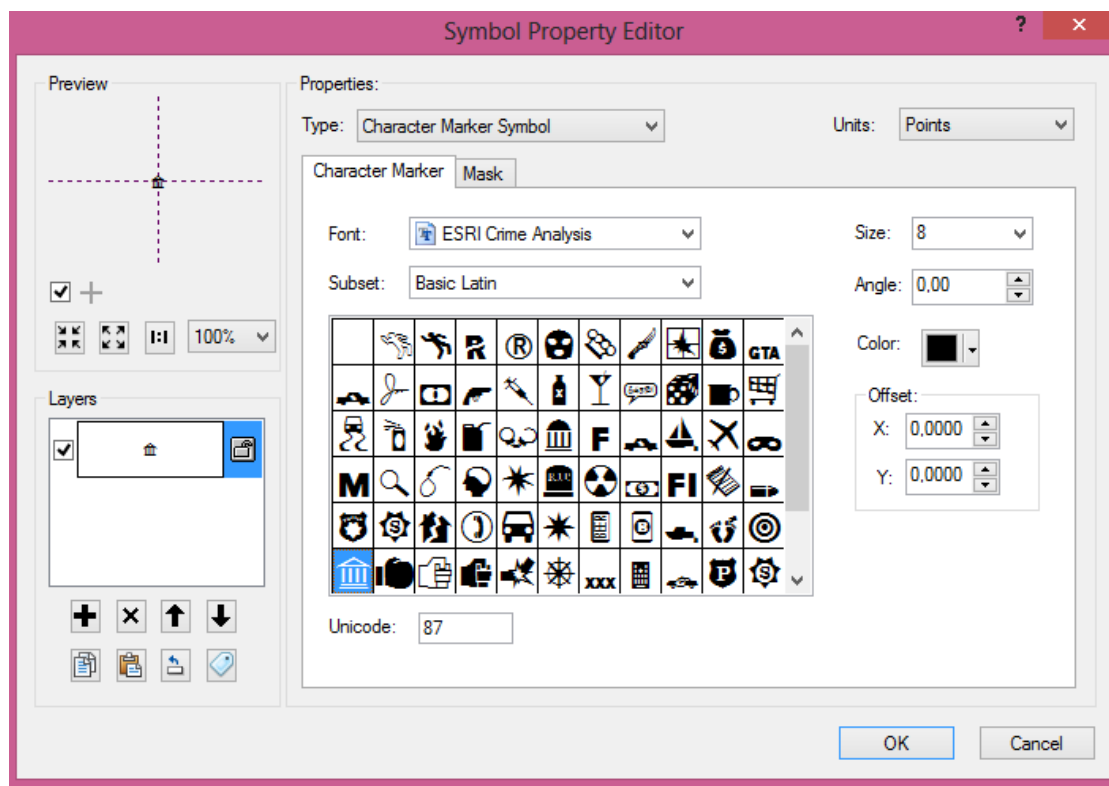 Symbol Property Editor
?
×
Preview
Properties:
Type: Character Marker Symbol
Units: Points
Character Marker
Mask
Font: ESRI Crime Analysis
Size: 8
Subset: Basic Latin
Angle: 0,00
R
®
$
GTA
Color:
1:1
100%
Layers
Offset:
X: 0,0000
F
M
R.I.P.
FI
Y: 0,0000
S
xxx
P
S
Unicode: 87
OK
Cancel